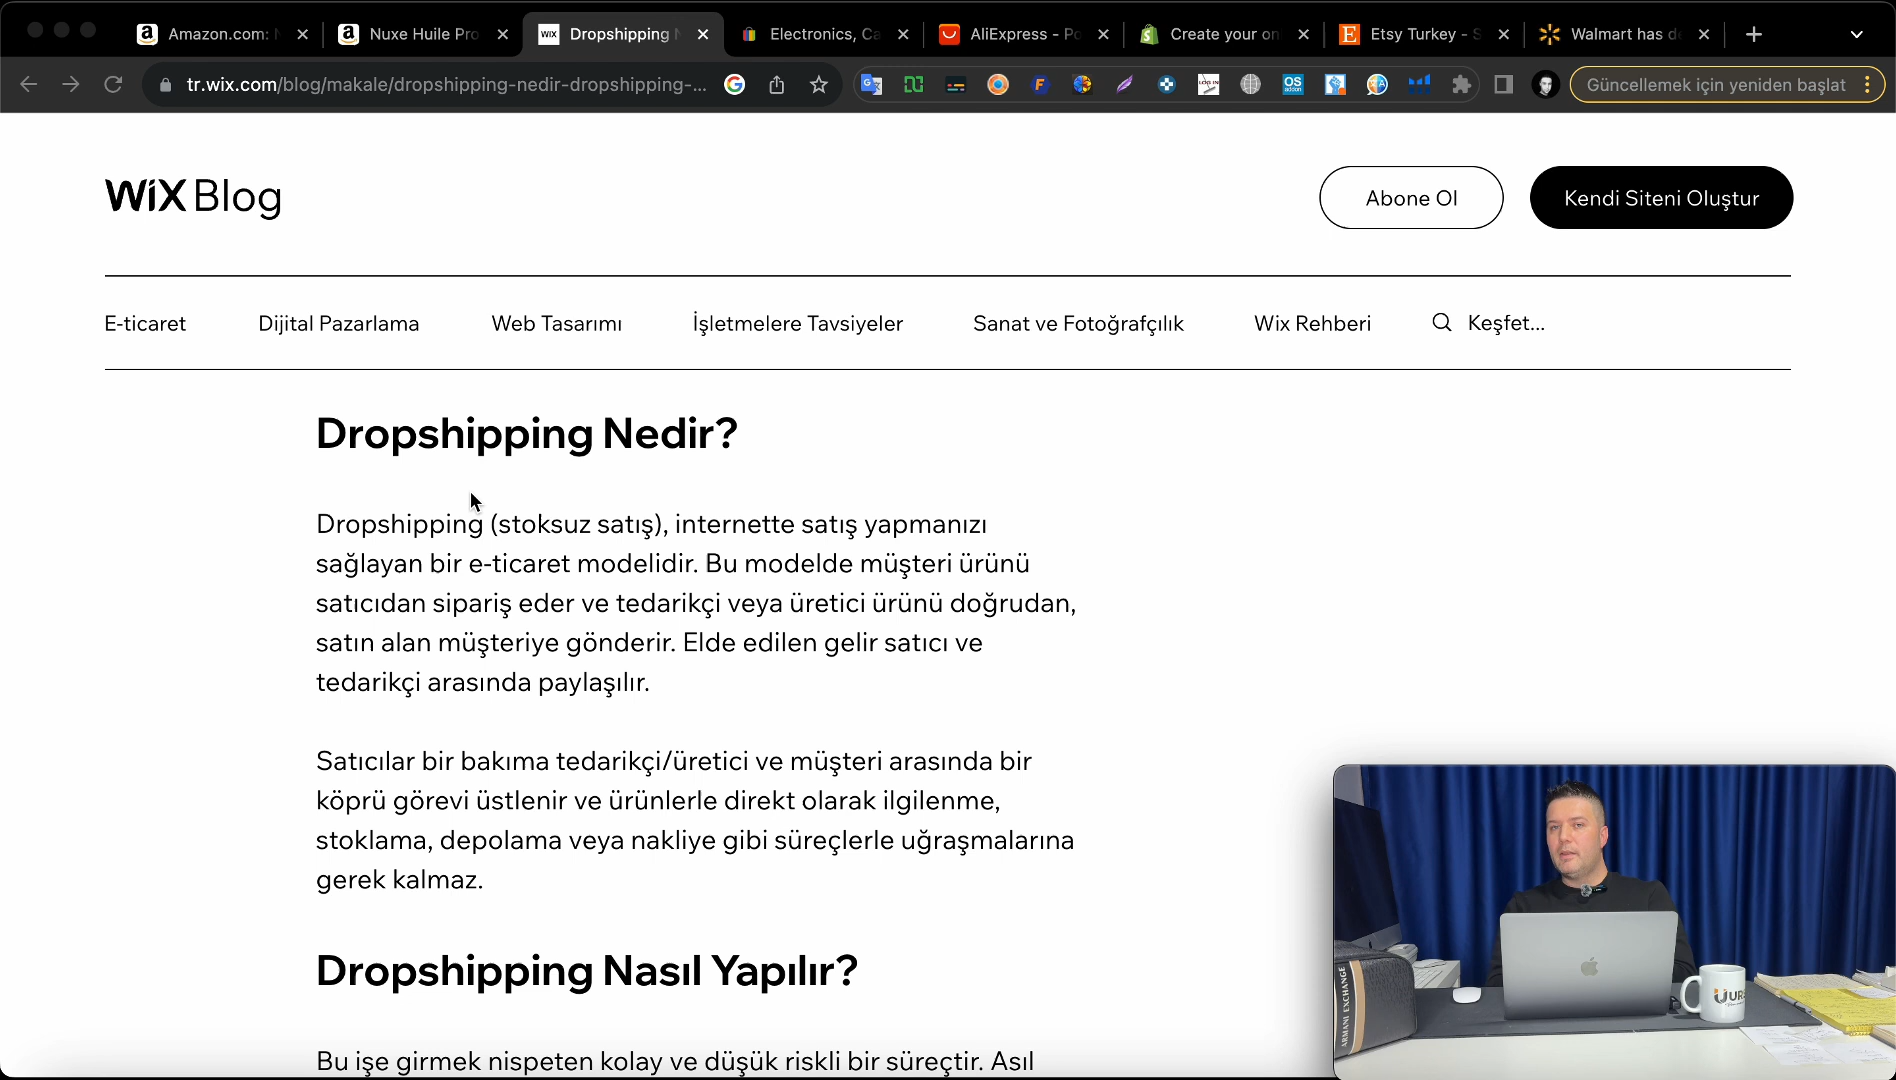 Amazon.com:
Nuxe Huile Pro
Dropshipping
Electronics, Ca
AliExpress - Po
Create your on
Etsy Turkey - S
Walmart has de
tr.wix.com/blog/makale/dropshipping-nedir-dropshipping-...
Güncellemek için yeniden başlat
WiX Blog
Abone Ol
Kendi Siteni Oluştur
E-ticaret
Dijital Pazarlama
Web Tasarımı
İşletmelere Tavsiyeler
Sanat ve Fotoğrafçılık
Wix Rehberi
Keşfet...
Dropshipping Nedir?
Dropshipping (stoksuz satış), internette satış yapmanızı
sağlayan bir e-ticaret modelidir. Bu modelde müşteri ürünü
satıcıdan sipariş eder ve tedarikçi veya üretici ürünü doğrudan,
satın alan müşteriye gönderir. Elde edilen gelir satıcı ve
tedarikçi arasında paylaşılır.
Satıcılar bir bakıma tedarikçi/üretici ve müşteri arasında bir
köprü görevi üstlenir ve ürünlerle direkt olarak ilgilenme,
stoklama, depolama veya nakliye gibi süreçlerle uğraşmalarına
gerek kalmaz.
Dropshipping Nasıl Yapılır?
Bu işe girmek nispeten kolay ve düşük riskli bir süreçtir. Asıl
ARMANI EXCHANGE